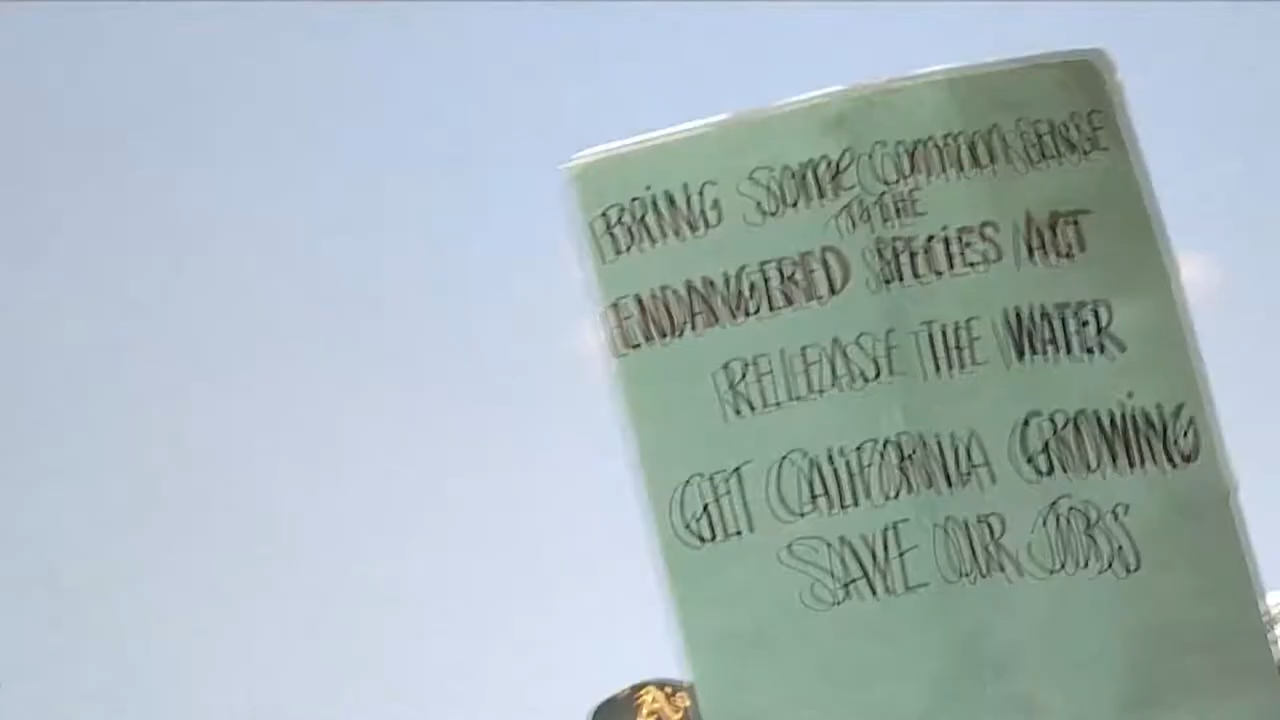 BRiNG Some Common SENSE
TO THE
ENDANGERED SPECIES ACT
RELEASE THE WATER
GET CALIFORNIA GROWiNG
SAVE OUR JOBS
A's